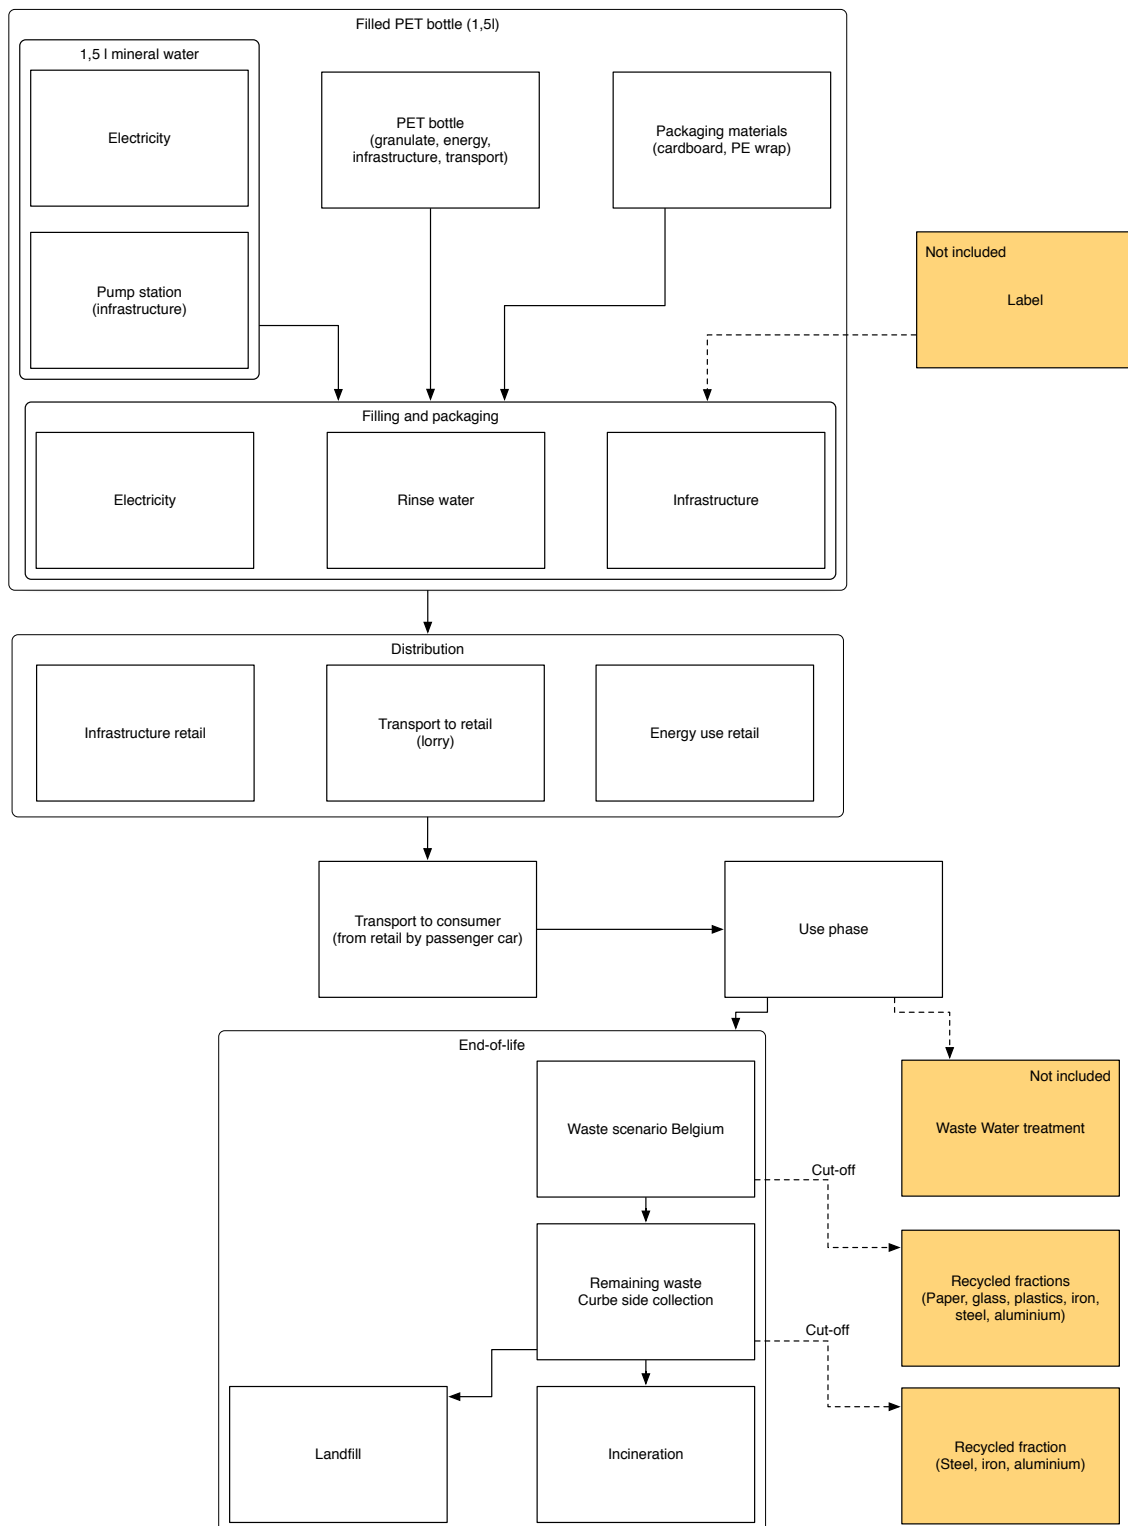 Filled PET bottle (1,5l)
1,5 l mineral water
Electricity
PET bottle
(granulate, energy,
infrastructure, transport)
Packaging materials
(cardboard, PE wrap)
Pump station
(infrastructure)
Not included
Label
Filling and packaging
Electricity
Rinse water
Infrastructure
Distribution
Infrastructure retail
Transport to retail
(lorry)
Energy use retail
Transport to consumer
(from retail by passenger car)
Use phase
End-of-life
Waste scenario Belgium
Not included
Waste Water treatment
Cut-off
Remaining waste
Curbe side collection
Recycled fractions
(Paper, glass, plastics, iron,
steel, aluminium)
Cut-off
Landfill
Incineration
Recycled fraction
(Steel, iron, aluminium)